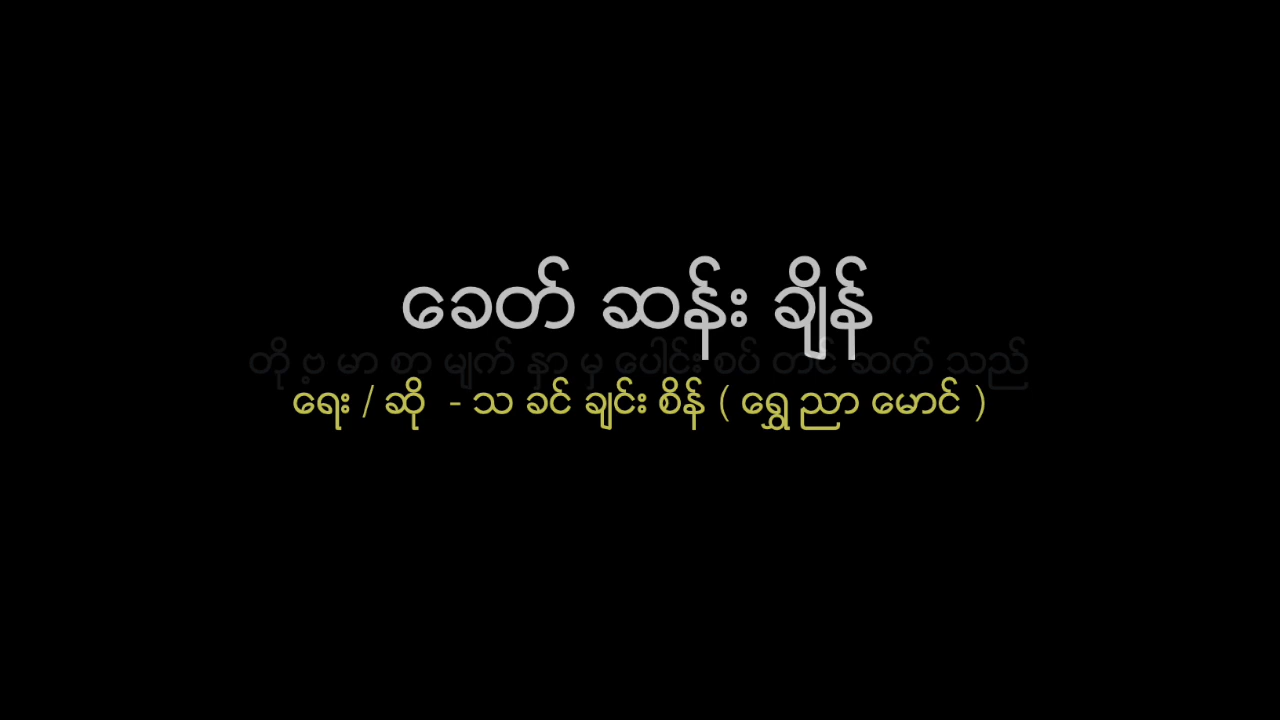 ခေတ် ဆန်း ချိန်
တို့ ဗ မာ စာ မျက် နှာ မှ ပေါင်း စပ် တင် ဆက် သည်
ရေး / ဆို - သ ခင် ချင်း စိန် ( ရွှေ ညာ မောင် )